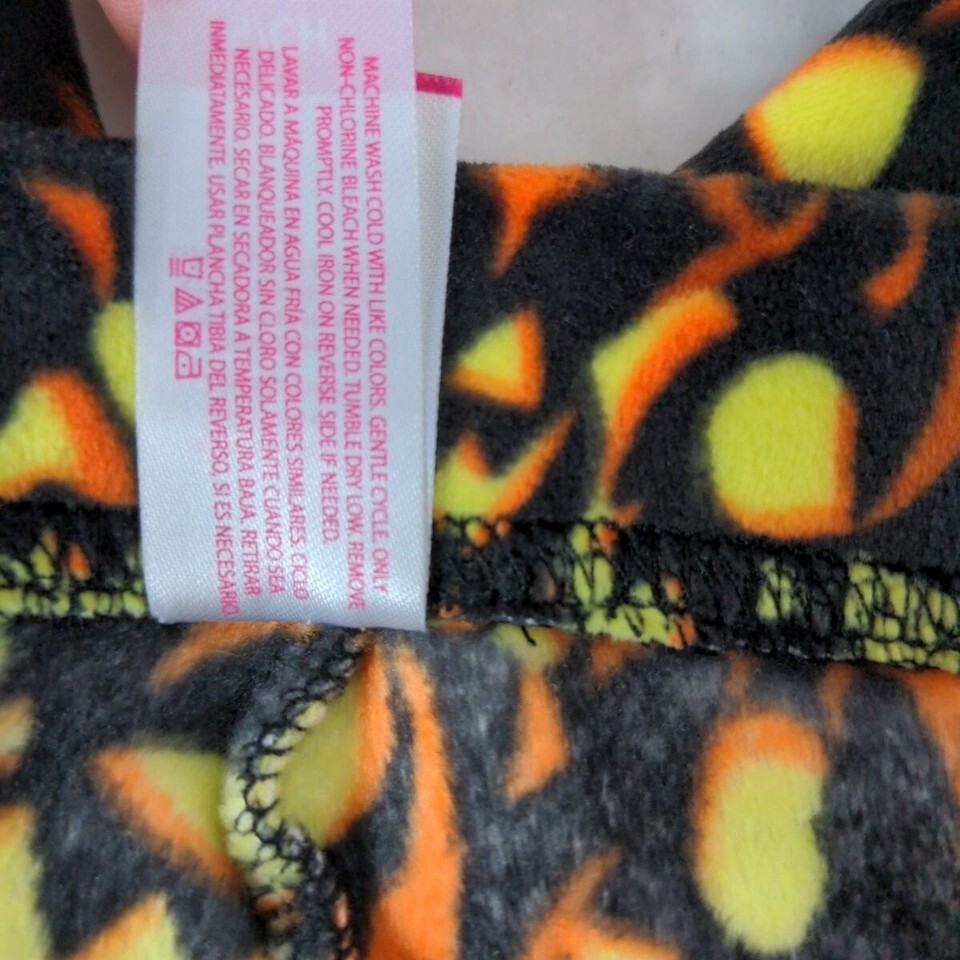 MACHINE WASH COLD WITH LIKE COLORS. GENTLE CYCLE. ONLY
NON-CHLORINE BLEACH WHEN NEEDED. TUMBLE DRY LOW. REMOVE
PROMPTLY. COOL IRON ON REVERSE SIDE IF NEEDED.
LAVAR A MÁQUINA EN AGUA FRÍA CON COLORES SIMILARES. CICLO
DELICADO. BLANQUEADOR SIN CLORO SOLAMENTE CUANDO SEA
NECESARIO. SECAR EN SECADORA A TEMPERATURA BAJA. RETIRAR
INMEDIATAMENTE. USAR PLANCHA TIBIA DEL REVERSO, SI ES NECESARIO